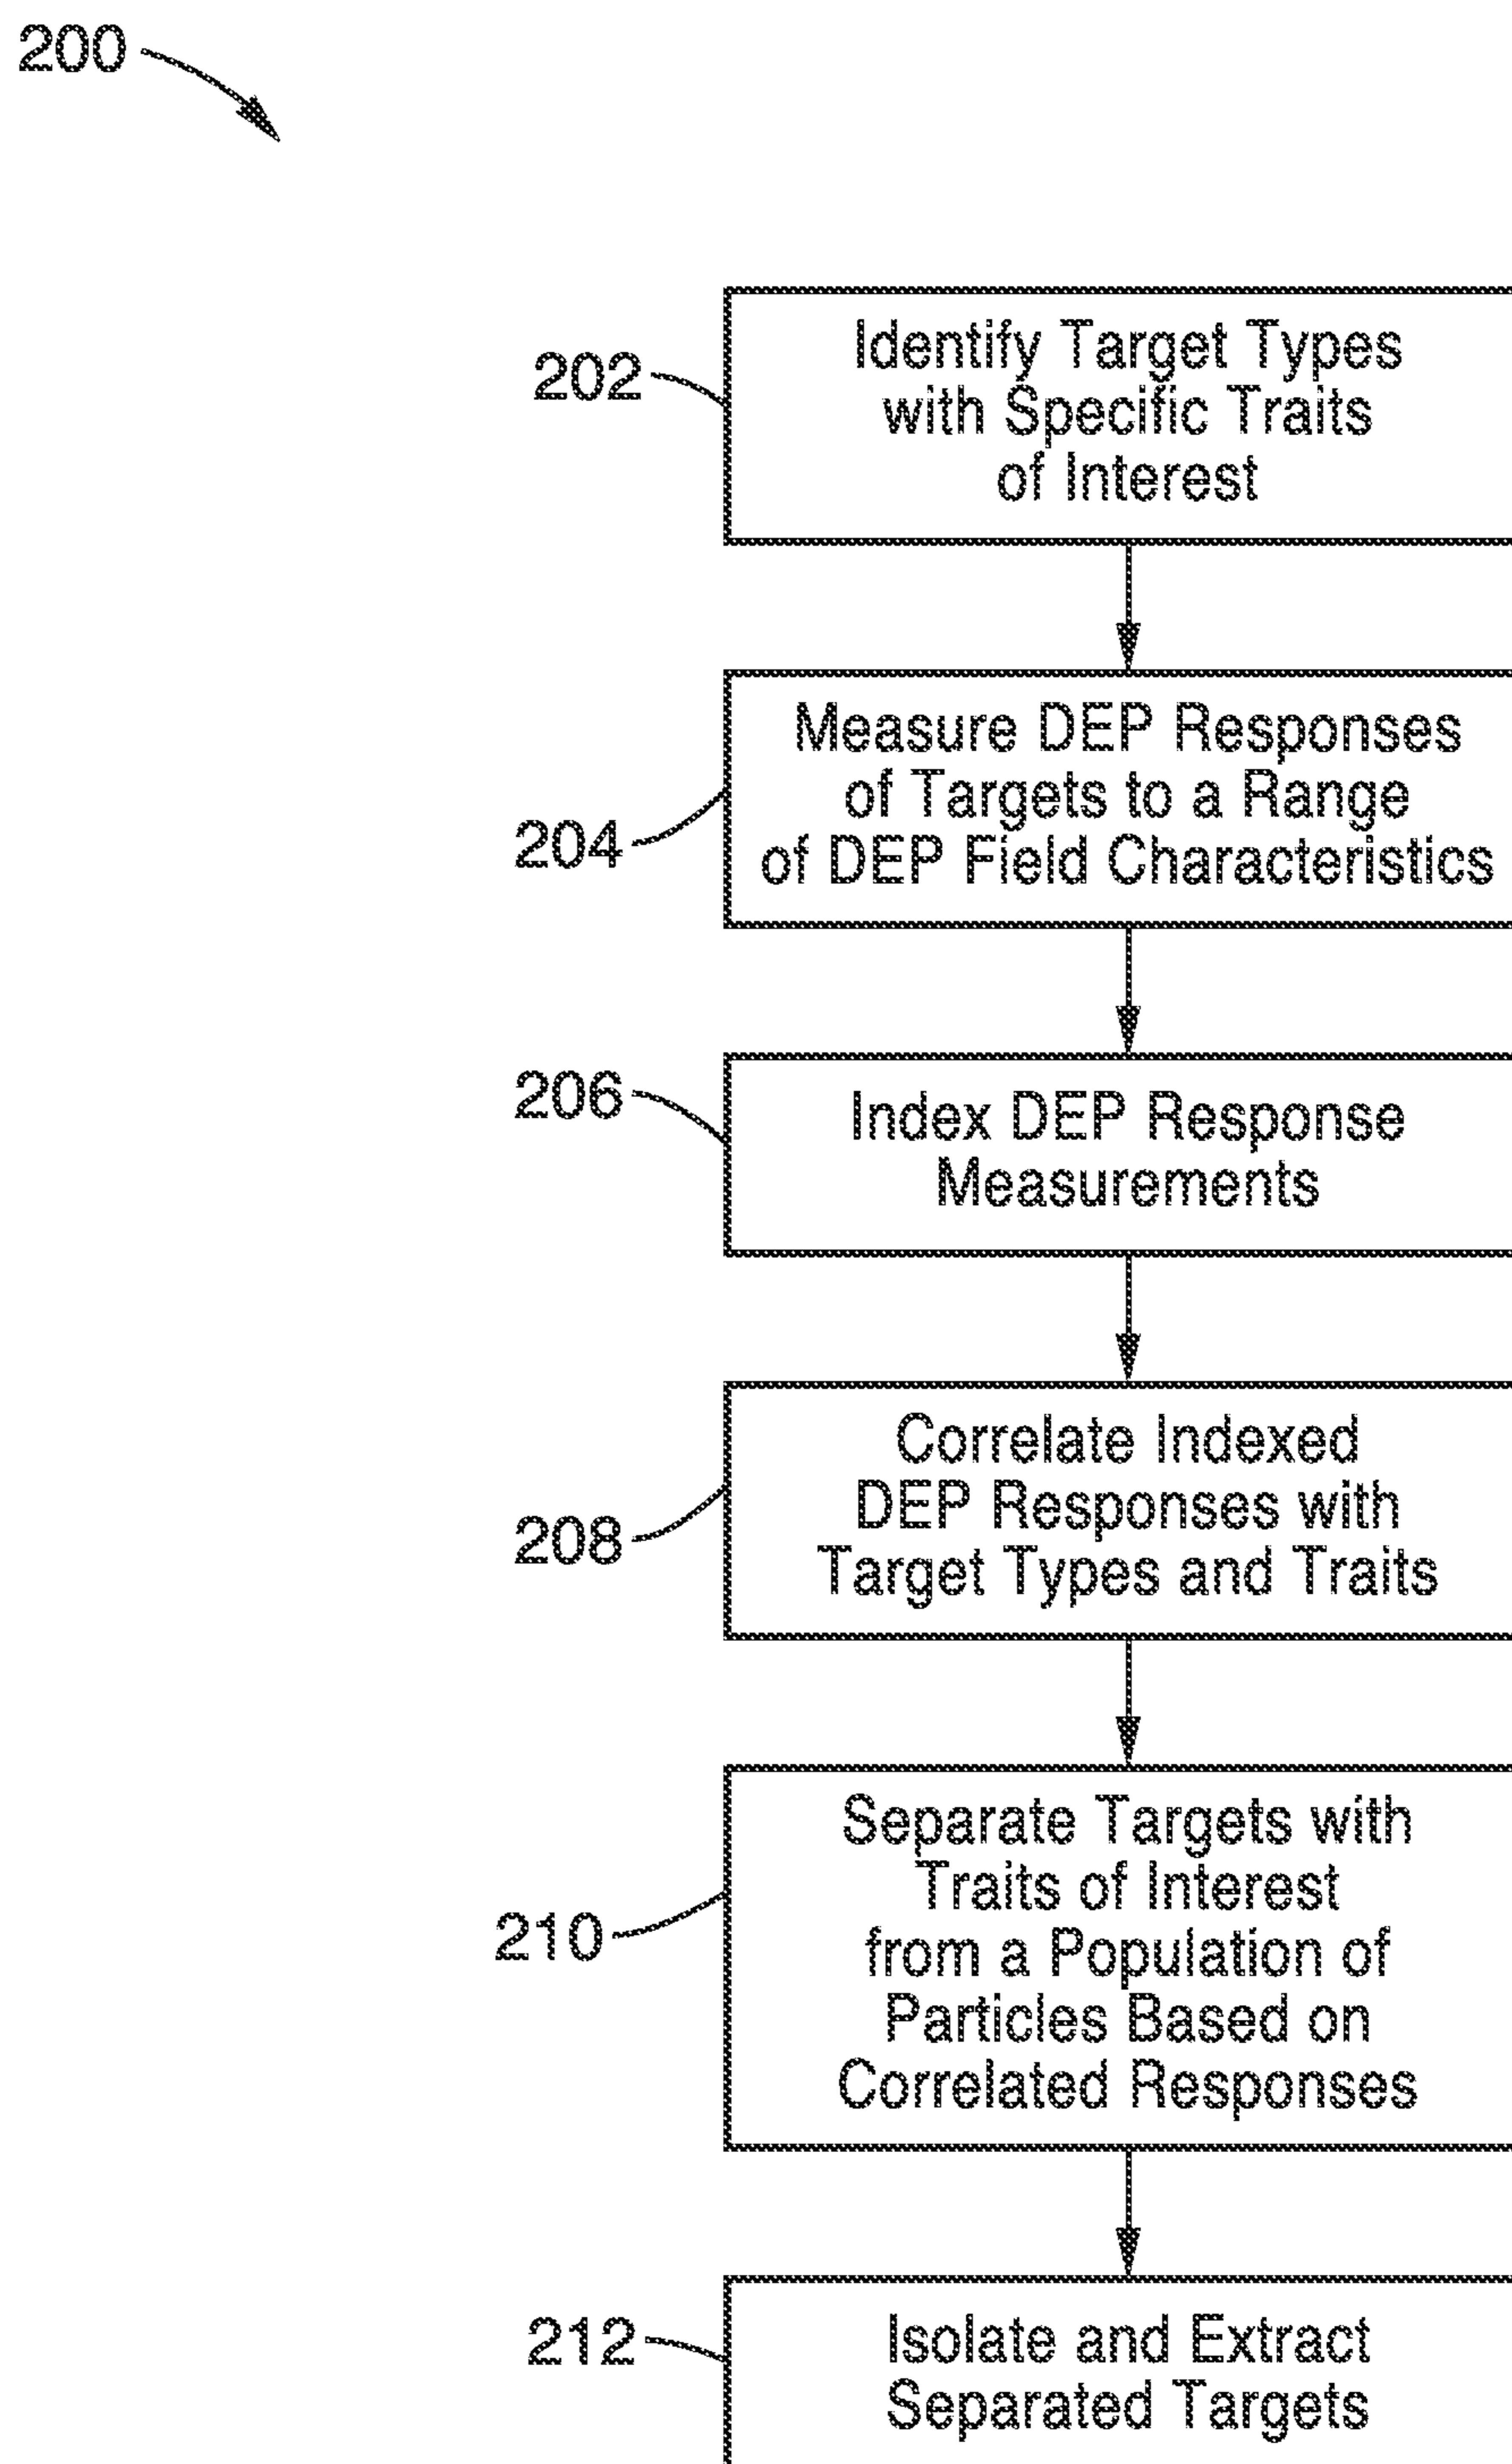 200
202
Identify Target Types
with Specific Traits
of Interest
204
Measure DEP Responses
of Targets to a Range
of DEP Field Characteristics
206
Index DEP Response
Measurements
208
Correlate Indexed
DEP Responses with
Target Types and Traits
210
Separate Targets with
Traits of Interest
from a Population of
Particles Based on
Correlated Responses
212
Isolate and Extract
Separated Targets